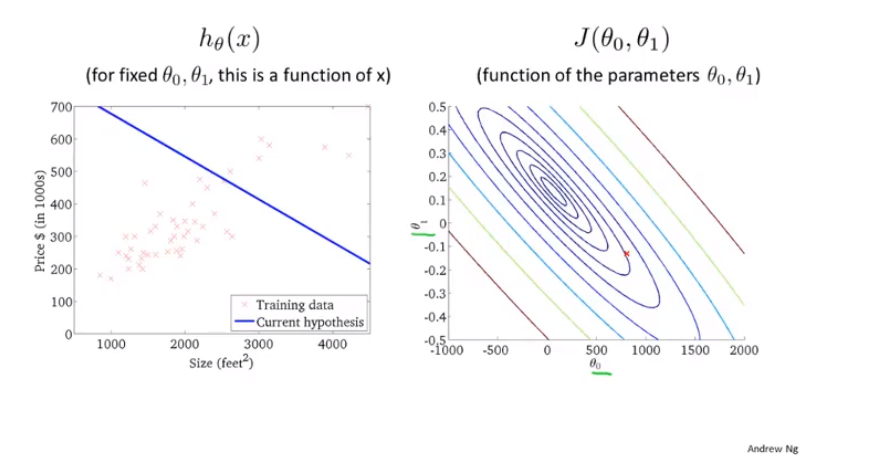 hθ(x)
(for fixed θ₀, θ₁, this is a function of x)
700
600
500
400
300
200
100
0
Price $ (in 1000s)
1000
2000
3000
4000
Size (feet²)
Training data
Current hypothesis
J(θ₀, θ₁)
(function of the parameters θ₀, θ₁)
0.5
0.4
0.3
0.2
0.1
0
-0.1
-0.2
-0.3
-0.4
-0.5
θ₁
-1000
-500
0
500
1000
1500
2000
θ₀
Andrew Ng